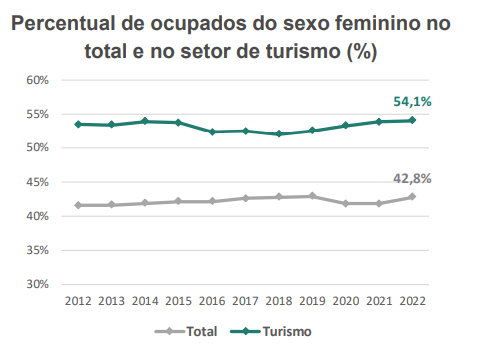 Percentual de ocupados do sexo feminino no
total e no setor de turismo (%)
60%
54,1%
55%
50%
45%
42,8%
40%
35%
30%
2012 2013 2014 2015 2016 2017 2018 2019 2020 2021 2022
Total Turismo